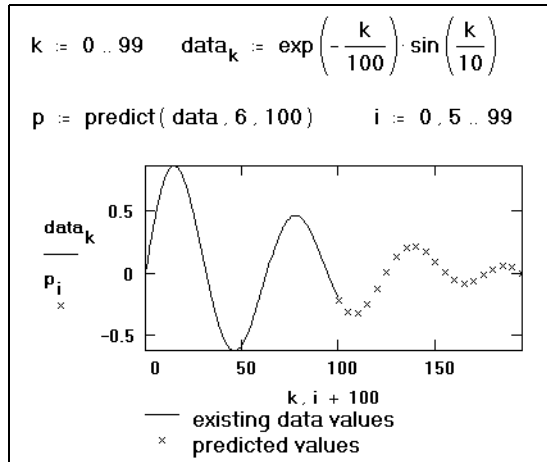 k := 0 .. 99 data_k := exp(-k/100)·sin(k/10)
p := predict(data , 6 , 100) i := 0 , 5 .. 99
data_k
p_i
×
0.5
0
-0.5
0 50 100 150
k , i + 100
existing data values
× predicted values